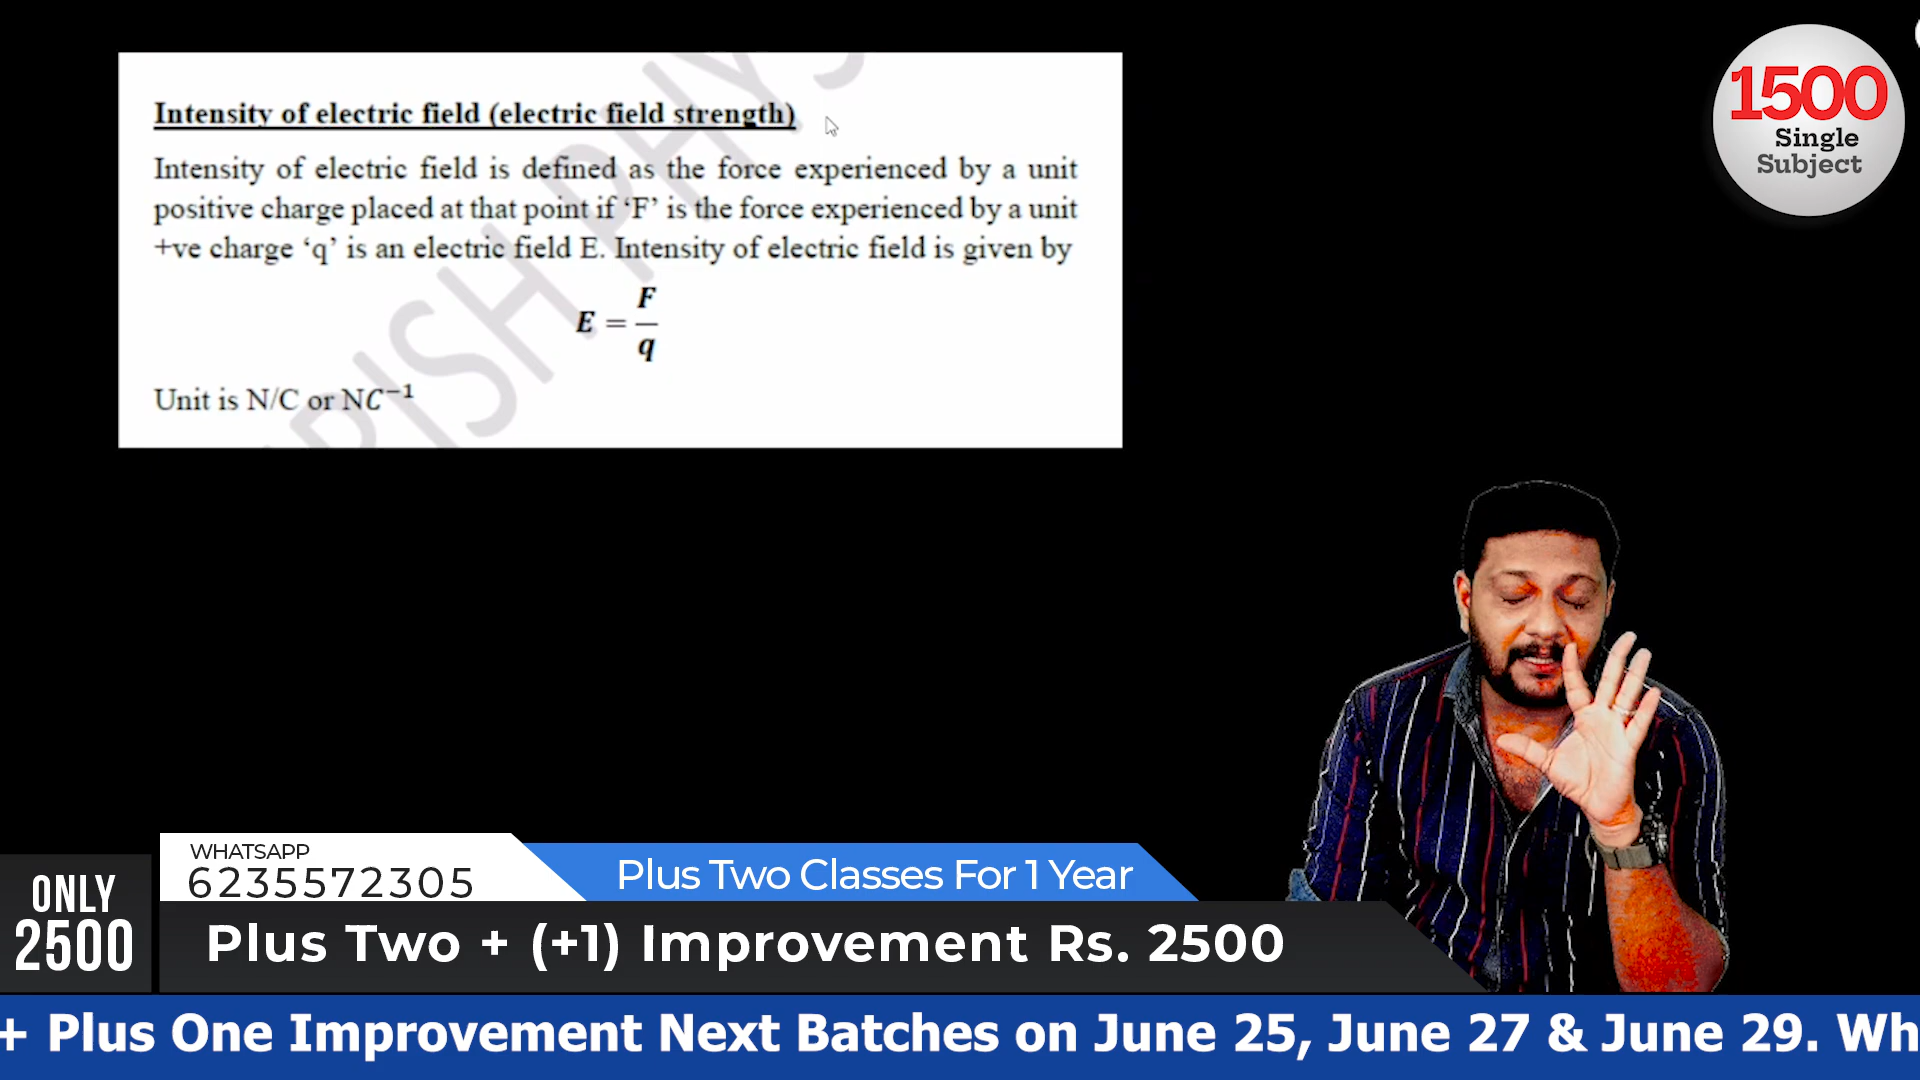 Intensity of electric field (electric field strength)
Intensity of electric field is defined as the force experienced by a unit
positive charge placed at that point if ‘F’ is the force experienced by a unit
+ve charge ‘q’ is an electric field E. Intensity of electric field is given by
E = F/q
Unit is N/C or NC⁻¹
1500
Single
Subject
WHATSAPP
6235572305
Plus Two Classes For 1 Year
ONLY
2500
Plus Two + (+1) Improvement Rs. 2500
+ Plus One Improvement Next Batches on June 25, June 27 & June 29.